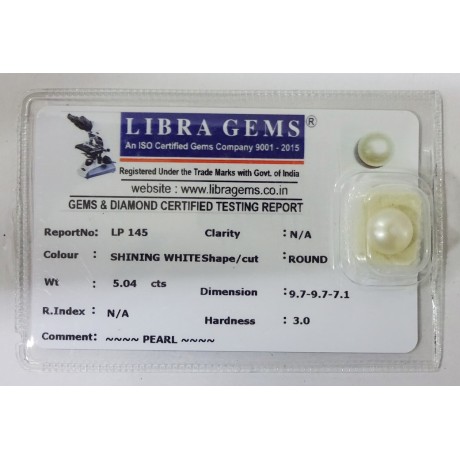 LIBRA GEMS ®
An ISO Certified Gems Company 9001 - 2015
Registered Under the Trade Marks with Govt. of India
website : www.libragems.co.in
GEMS & DIAMOND CERTIFIED TESTING REPORT
ReportNo: LP 145 Clarity : N/A
Colour : SHINING WHITE Shape/cut : ROUND
Wt : 5.04 cts Dimension : 9.7-9.7-7.1
R.Index : N/A Hardness : 3.0
Comment: ~~~~ PEARL ~~~~